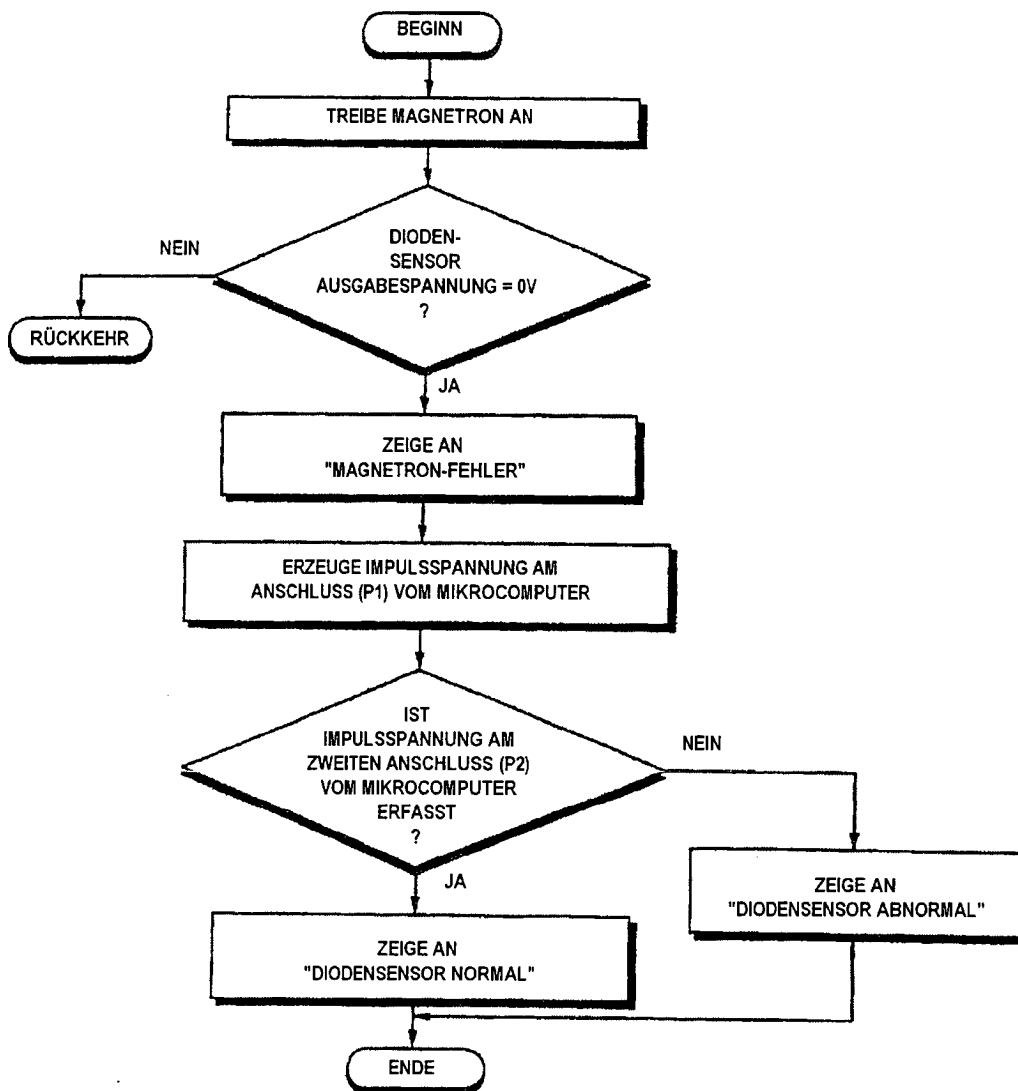 BEGINN
TREIBE MAGNETRON AN
NEIN
DIODEN-
SENSOR
AUSGABESPANNUNG = 0V
?
RÜCKKEHR
JA
ZEIGE AN
"MAGNETRON-FEHLER"
ERZEUGE IMPULSSPANNUNG AM
ANSCHLUSS (P1) VOM MIKROCOMPUTER
IST
IMPULSSPANNUNG AM
ZWEITEN ANSCHLUSS (P2)
VOM MIKROCOMPUTER
ERFASST
?
NEIN
JA
ZEIGE AN
"DIODENSENSOR ABNORMAL"
ZEIGE AN
"DIODENSENSOR NORMAL"
ENDE